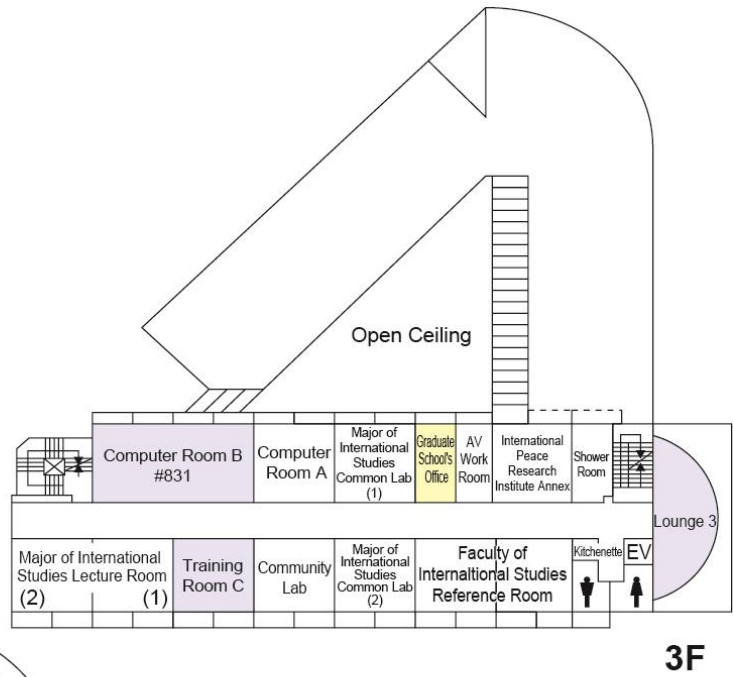 Open Ceiling
Computer Room B
#831
Computer
Room A
Major of
International
Studies
Common Lab
(1)
Graduate
School's
Office
AV
Work
Room
International
Peace
Research
Institute Annex
Shower
Room
Lounge 3
Major of International
Studies Lecture Room
(2) (1)
Training
Room C
Community
Lab
Major of
International
Studies
Common Lab
(2)
Faculty of
Internaltional Studies
Reference Room
Kitchenette
EV
3F